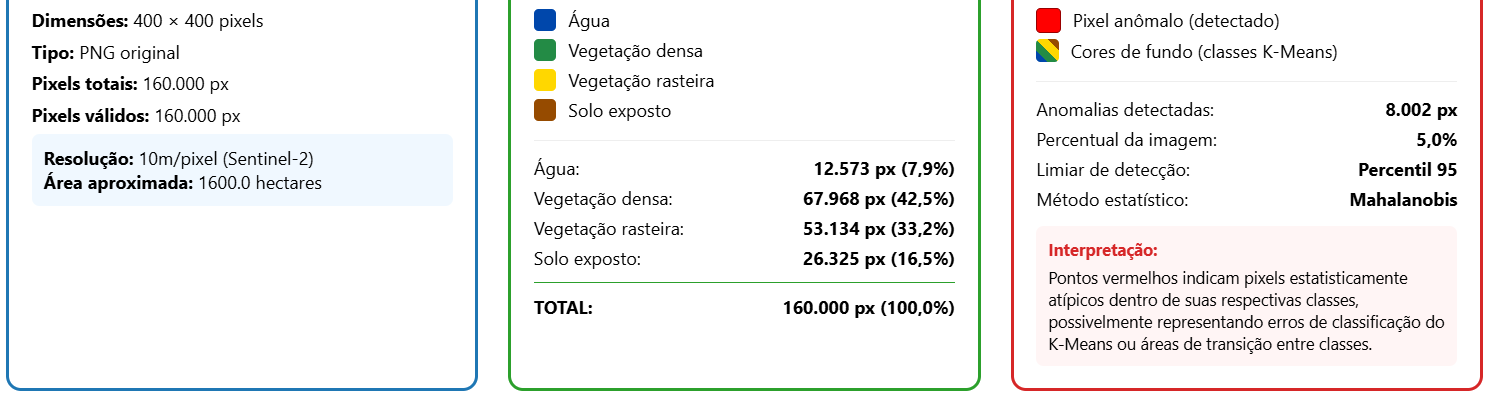 Dimensões: 400 × 400 pixels
Tipo: PNG original
Pixels totais: 160.000 px
Pixels válidos: 160.000 px
Resolução: 10m/pixel (Sentinel-2)
Área aproximada: 1600.0 hectares
Água
Vegetação densa
Vegetação rasteira
Solo exposto
Água: 12.573 px (7,9%)
Vegetação densa: 67.968 px (42,5%)
Vegetação rasteira: 53.134 px (33,2%)
Solo exposto: 26.325 px (16,5%)
TOTAL: 160.000 px (100,0%)
Pixel anômalo (detectado)
Cores de fundo (classes K-Means)
Anomalias detectadas: 8.002 px
Percentual da imagem: 5,0%
Limiar de detecção: Percentil 95
Método estatístico: Mahalanobis
Interpretação:
Pontos vermelhos indicam pixels estatisticamente
atípicos dentro de suas respectivas classes,
possivelmente representando erros de classificação do
K-Means ou áreas de transição entre classes.